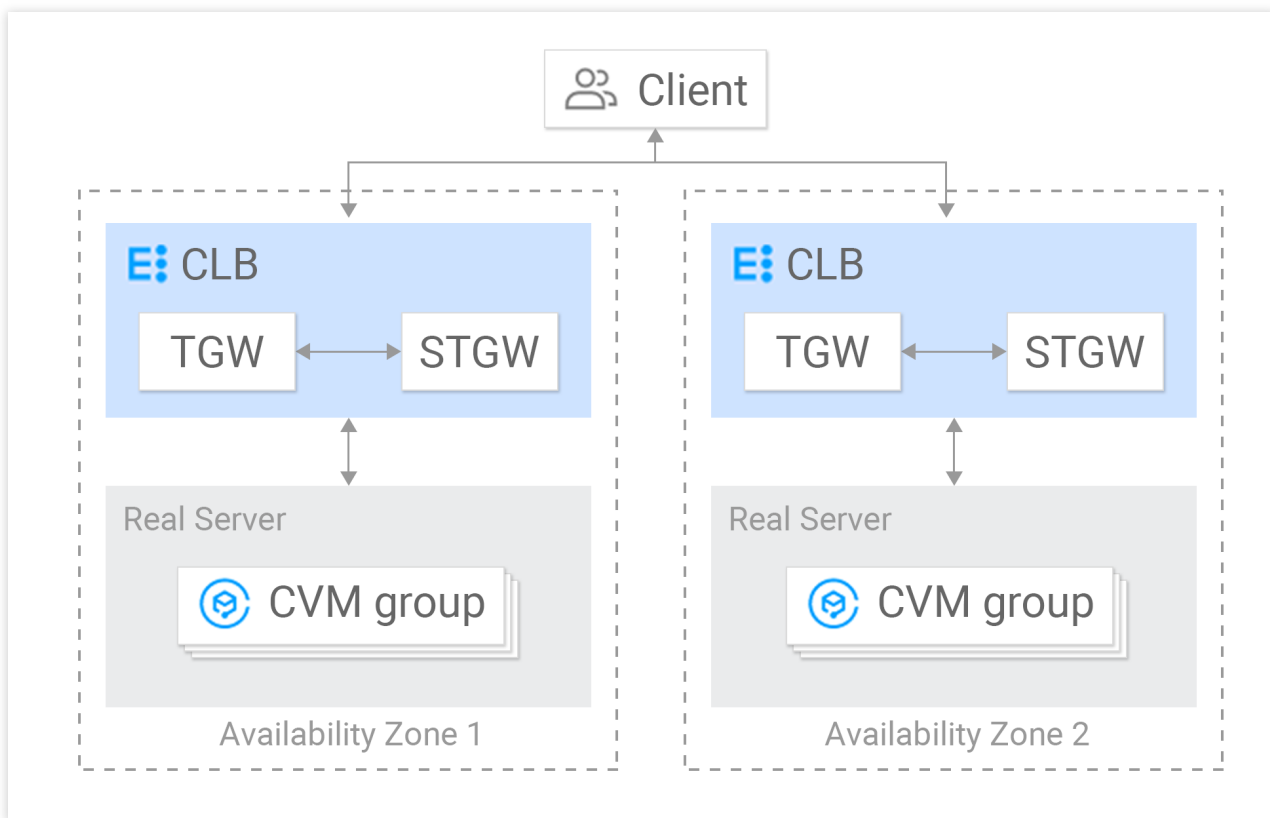 Client
CLB
TGW
STGW
Real Server
CVM group
Availability Zone 1
CLB
TGW
STGW
Real Server
CVM group
Availability Zone 2